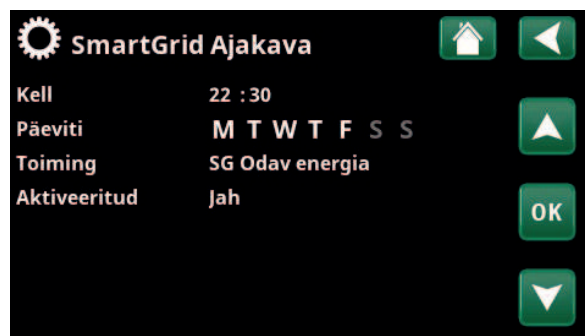 SmartGrid Ajakava
Kell 22 :30
Päeviti M T W T F S S
Toiming SG Odav energia
Aktiveeritud Jah
OK